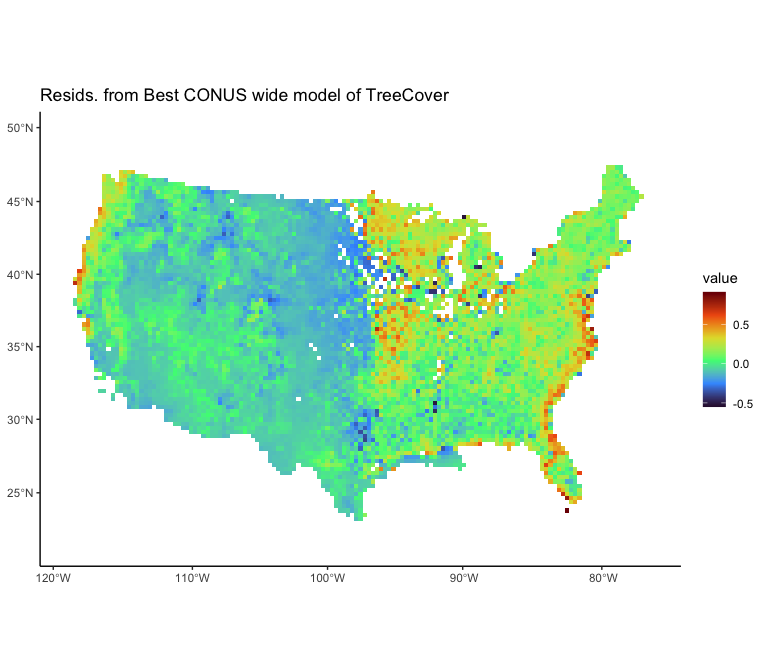 Resids. from Best CONUS wide model of TreeCover
50°N
45°N
40°N
35°N
30°N
25°N
120°W 110°W 100°W 90°W 80°W
value
0.5
0.0
-0.5